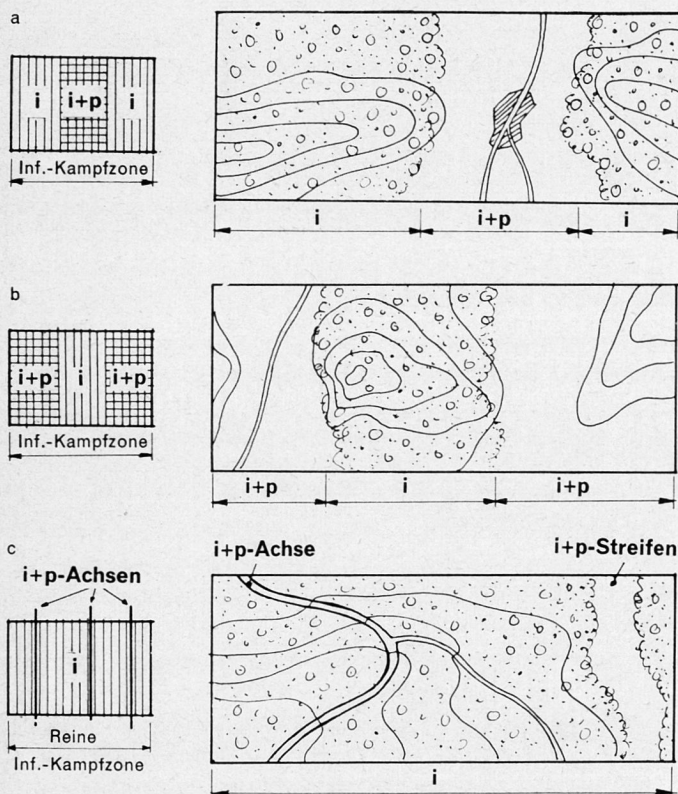 a
i i+p i
Inf.-Kampfzone
i i+p i
b
i+p i i+p
Inf.-Kampfzone
i+p i i+p
c
i+p-Achsen
i
Reine
Inf.-Kampfzone
i+p-Achse i+p-Streifen
i